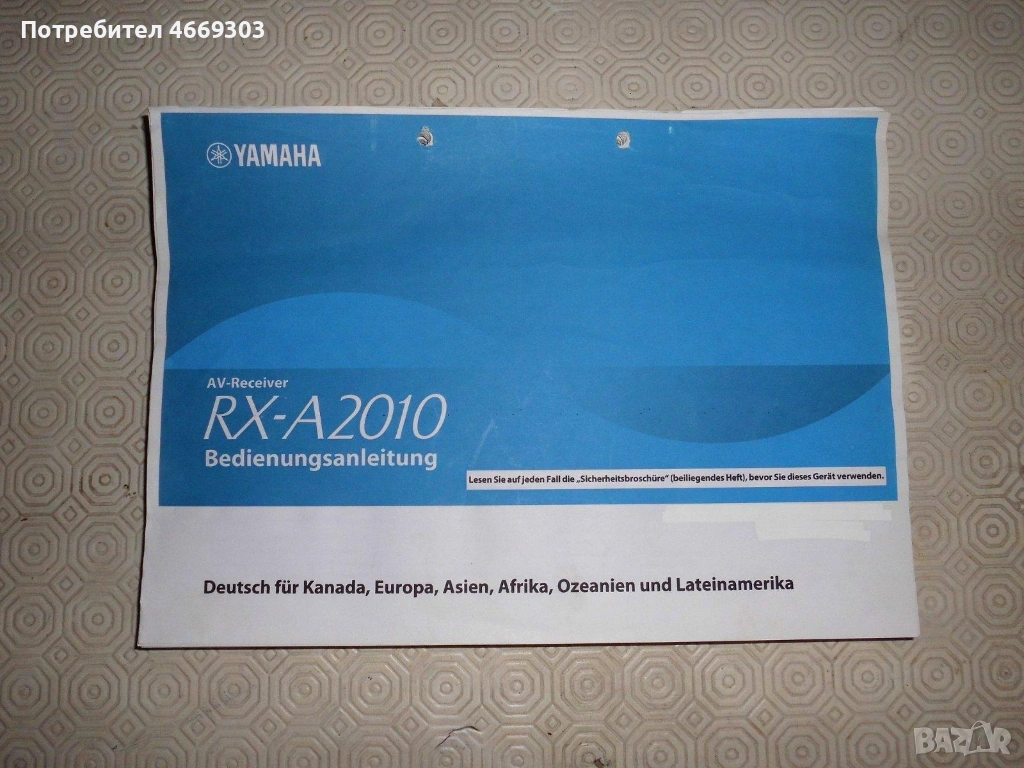 Потребител 4669303
YAMAHA
AV-Receiver
RX-A2010
Bedienungsanleitung
Lesen Sie auf jeden Fall die „Sicherheitsbroschüre“ (beiliegendes Heft), bevor Sie dieses Gerät verwenden.
Deutsch für Kanada, Europa, Asien, Afrika, Ozeanien und Lateinamerika
BAZAR